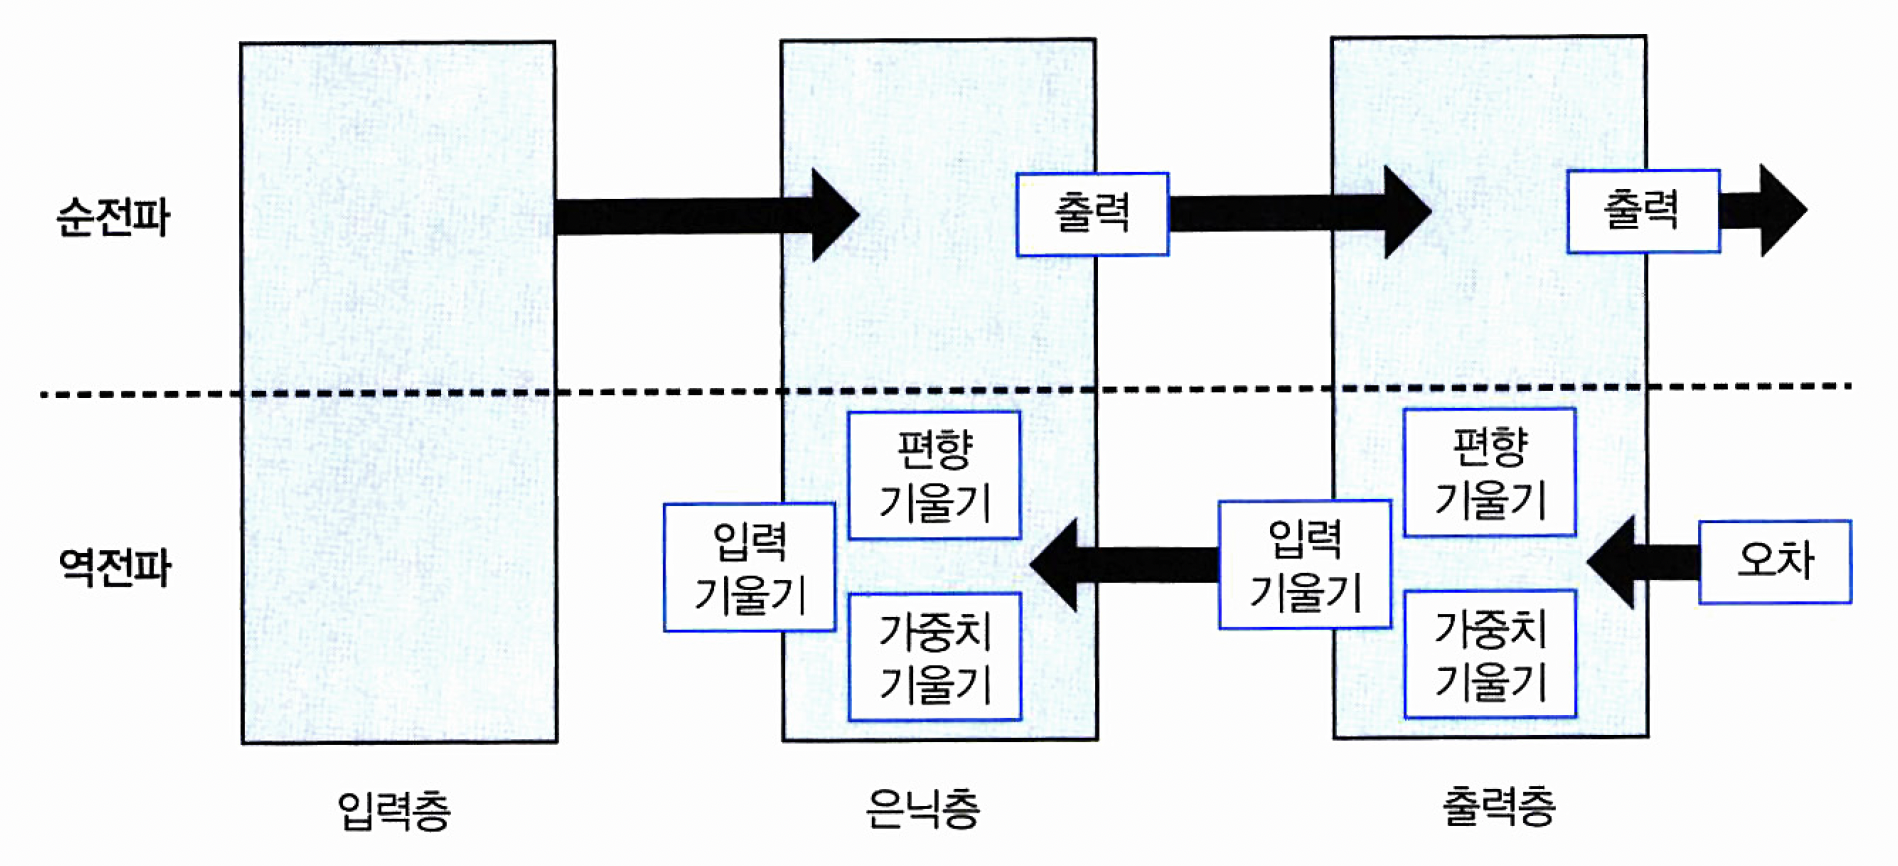 순전파
출력
출력
역전파
입력
기울기
편향
기울기
가중치
기울기
입력
기울기
편향
기울기
가중치
기울기
오차
입력층
은닉층
출력층